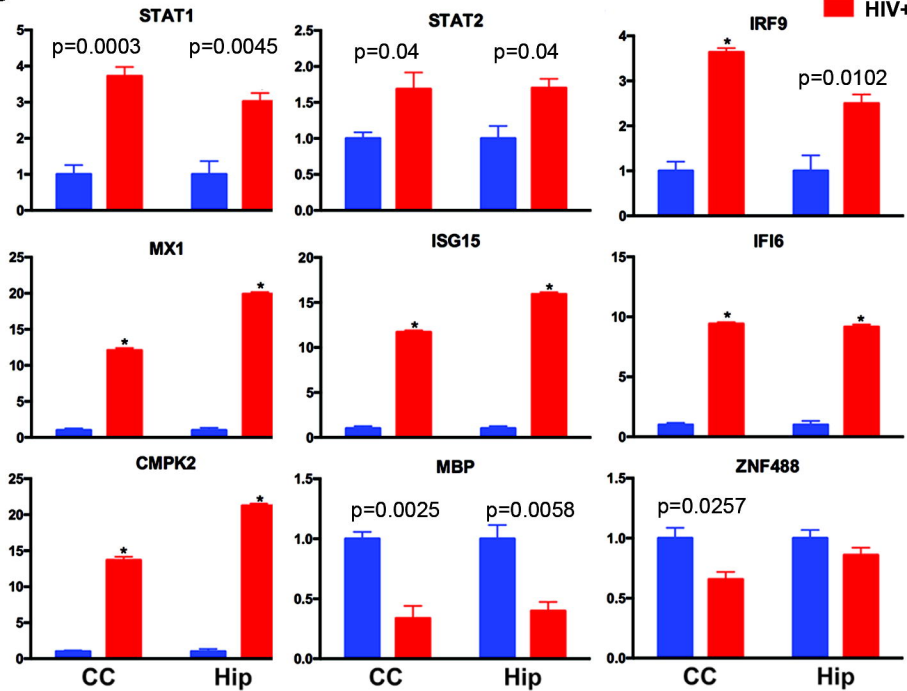 HIV+
STAT1
5
4
3
2
1
0
p=0.0003 p=0.0045
STAT2
2.5
2.0
1.5
1.0
0.5
0.0
p=0.04 p=0.04
IRF9
4
3
2
1
0
*
p=0.0102
MX1
25
20
15
10
5
0
* *
ISG15
20
15
10
5
0
* *
IFI6
15
10
5
0
* *
CMPK2
25
20
15
10
5
0
* *
CC Hip
MBP
1.5
1.0
0.5
0.0
p=0.0025 p=0.0058
CC Hip
ZNF488
1.5
1.0
0.5
0.0
p=0.0257
CC Hip